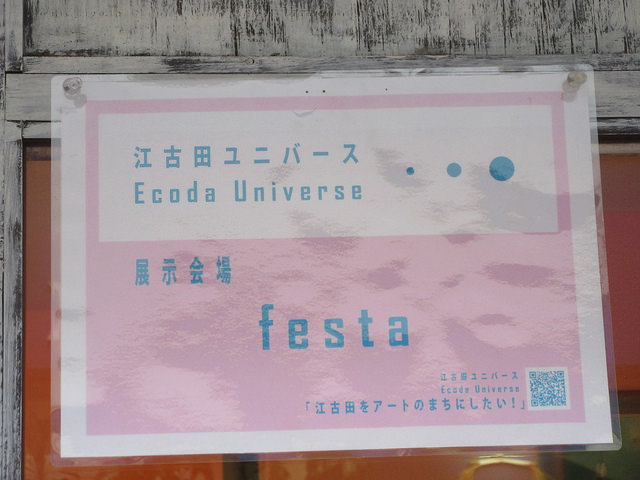 江古田ユニバース
Ecoda Universe
展示会場
festa
江古田ユニバース
Ecoda Universe
「江古田をアートのまちにしたい！」